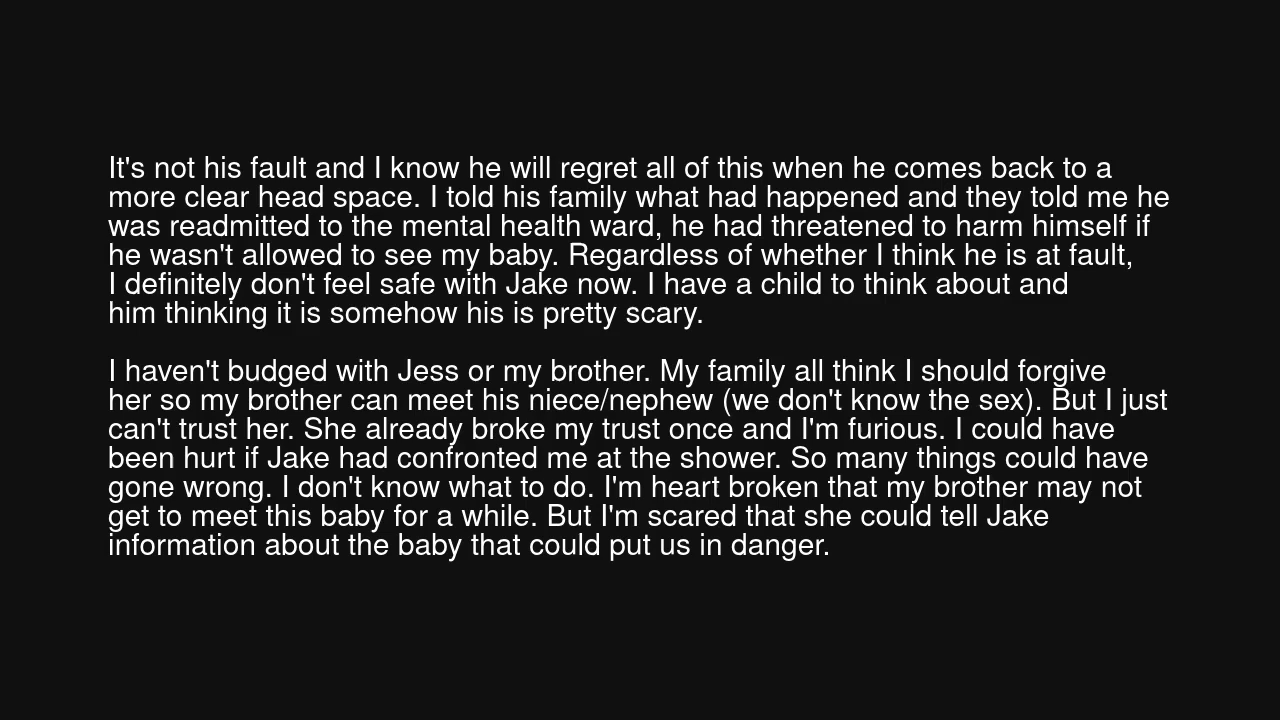 It's not his fault and I know he will regret all of this when he comes back to a
more clear head space. I told his family what had happened and they told me he
was readmitted to the mental health ward, he had threatened to harm himself if
he wasn't allowed to see my baby. Regardless of whether I think he is at fault,
I definitely don't feel safe with Jake now. I have a child to think about and
him thinking it is somehow his is pretty scary.

I haven't budged with Jess or my brother. My family all think I should forgive
her so my brother can meet his niece/nephew (we don't know the sex). But I just
can't trust her. She already broke my trust once and I'm furious. I could have
been hurt if Jake had confronted me at the shower. So many things could have
gone wrong. I don't know what to do. I'm heart broken that my brother may not
get to meet this baby for a while. But I'm scared that she could tell Jake
information about the baby that could put us in danger.